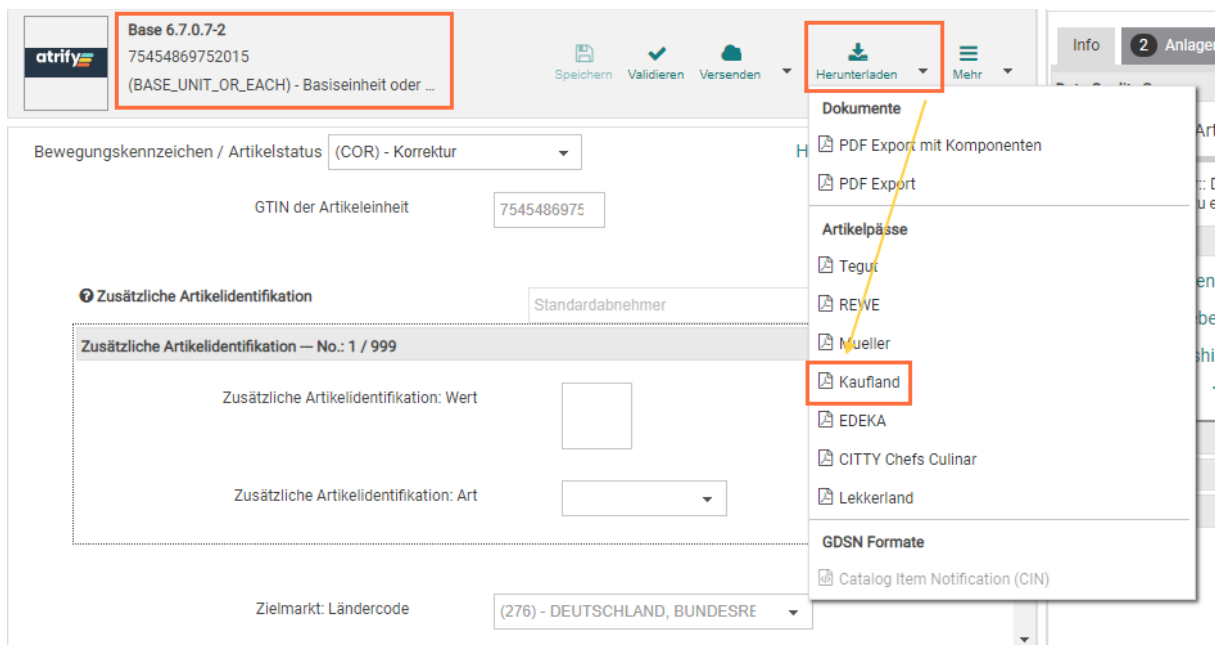 atrify
Base 6.7.0.7-2
75454869752015
(BASE_UNIT_OR_EACH) - Basiseinheit oder ...
Speichern
Validieren
Versenden
Herunterladen
Mehr
Info
2 Anlagen
Dokumente
PDF Export mit Komponenten
PDF Export
Artikelpässe
Tegut
REWE
Mueller
Kaufland
EDEKA
CITTY Chefs Culinar
Lekkerland
GDSN Formate
Catalog Item Notification (CIN)
Bewegungskennzeichen / Artikelstatus
(COR) - Korrektur
H
GTIN der Artikeleinheit
7545486975
Zusätzliche Artikelidentifikation
Standardabnehmer
Zusätzliche Artikelidentifikation — No.: 1 / 999
Zusätzliche Artikelidentifikation: Wert
Zusätzliche Artikelidentifikation: Art
Zielmarkt: Ländercode
(276) - DEUTSCHLAND, BUNDESRE